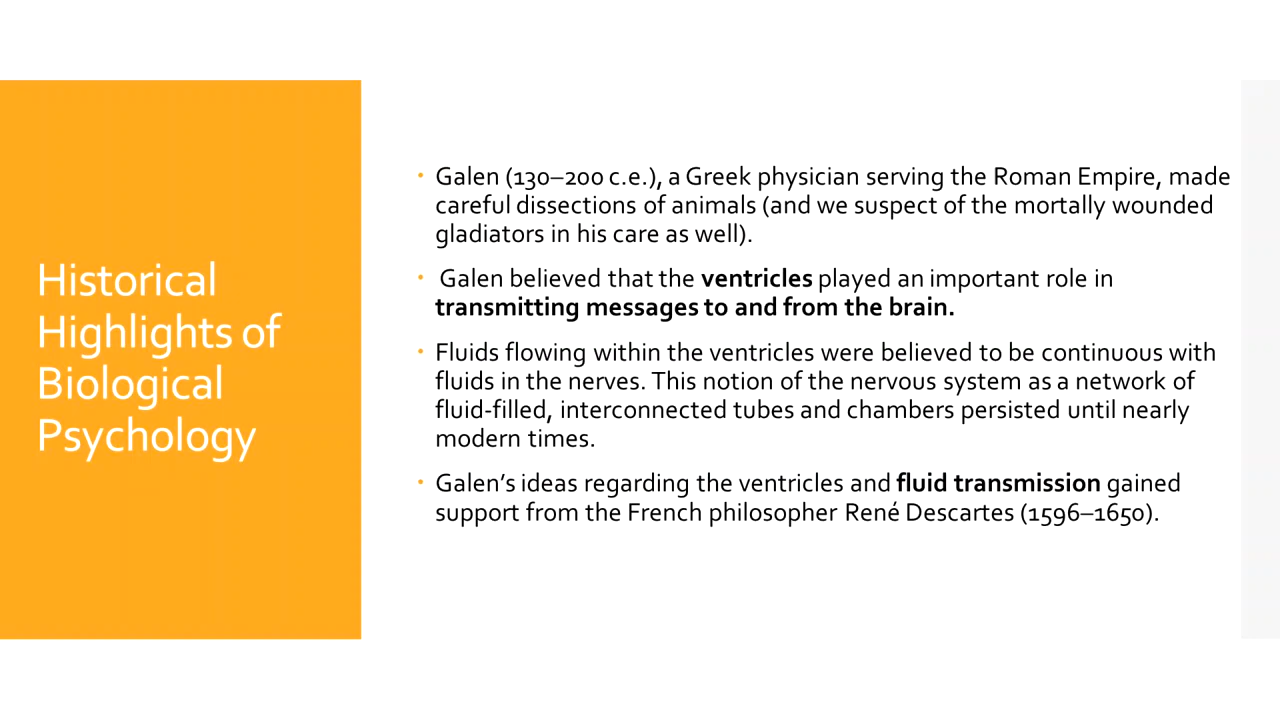 Historical
Highlights of
Biological
Psychology
• Galen (130–200 c.e.), a Greek physician serving the Roman Empire, made
careful dissections of animals (and we suspect of the mortally wounded
gladiators in his care as well).
• Galen believed that the ventricles played an important role in
transmitting messages to and from the brain.
• Fluids flowing within the ventricles were believed to be continuous with
fluids in the nerves. This notion of the nervous system as a network of
fluid-filled, interconnected tubes and chambers persisted until nearly
modern times.
• Galen’s ideas regarding the ventricles and fluid transmission gained
support from the French philosopher René Descartes (1596–1650).